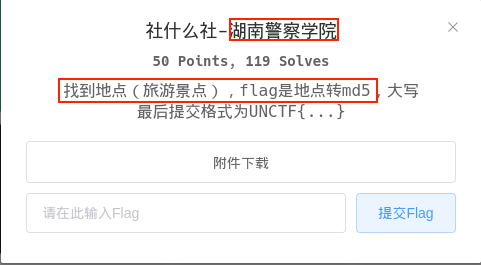 社什么社-湖南警察学院
50 Points, 119 Solves
找到地点（旅游景点）,flag是地点转md5，大写
最后提交格式为UNCTF{...}
附件下载
请在此输入Flag
提交Flag